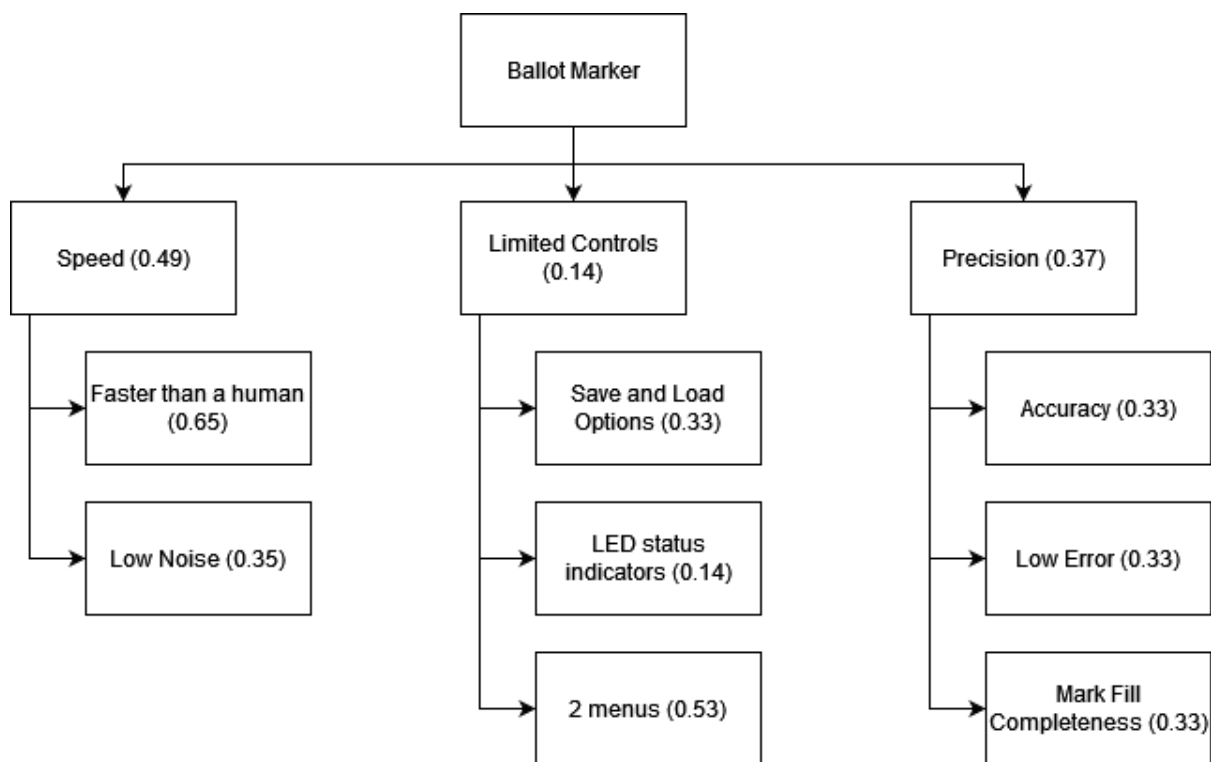 Ballot Marker
Speed (0.49)
Limited Controls
(0.14)
Precision (0.37)
Faster than a human
(0.65)
Save and Load
Options (0.33)
Accuracy (0.33)
Low Noise (0.35)
LED status
indicators (0.14)
Low Error (0.33)
2 menus (0.53)
Mark Fill
Completeness (0.33)